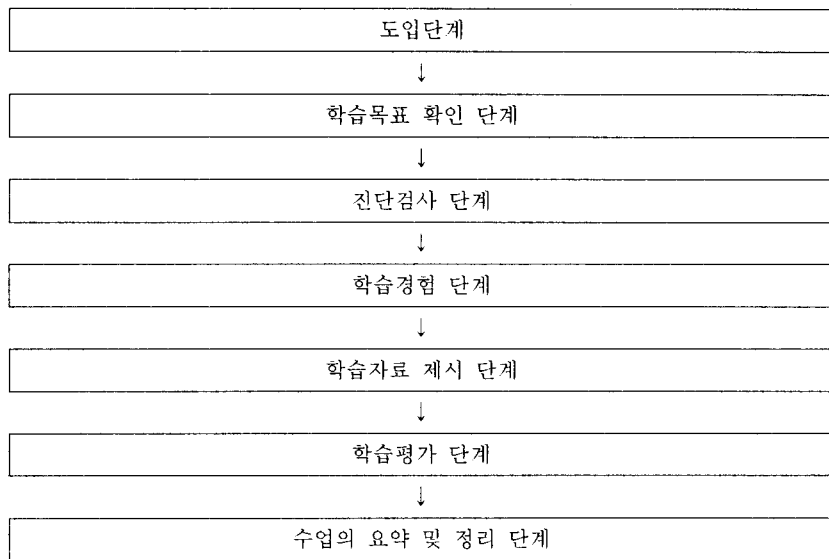 도입단계
↓
학습목표 확인 단계
↓
진단검사 단계
↓
학습경험 단계
↓
학습자료 제시 단계
↓
학습평가 단계
↓
수업의 요약 및 정리 단계